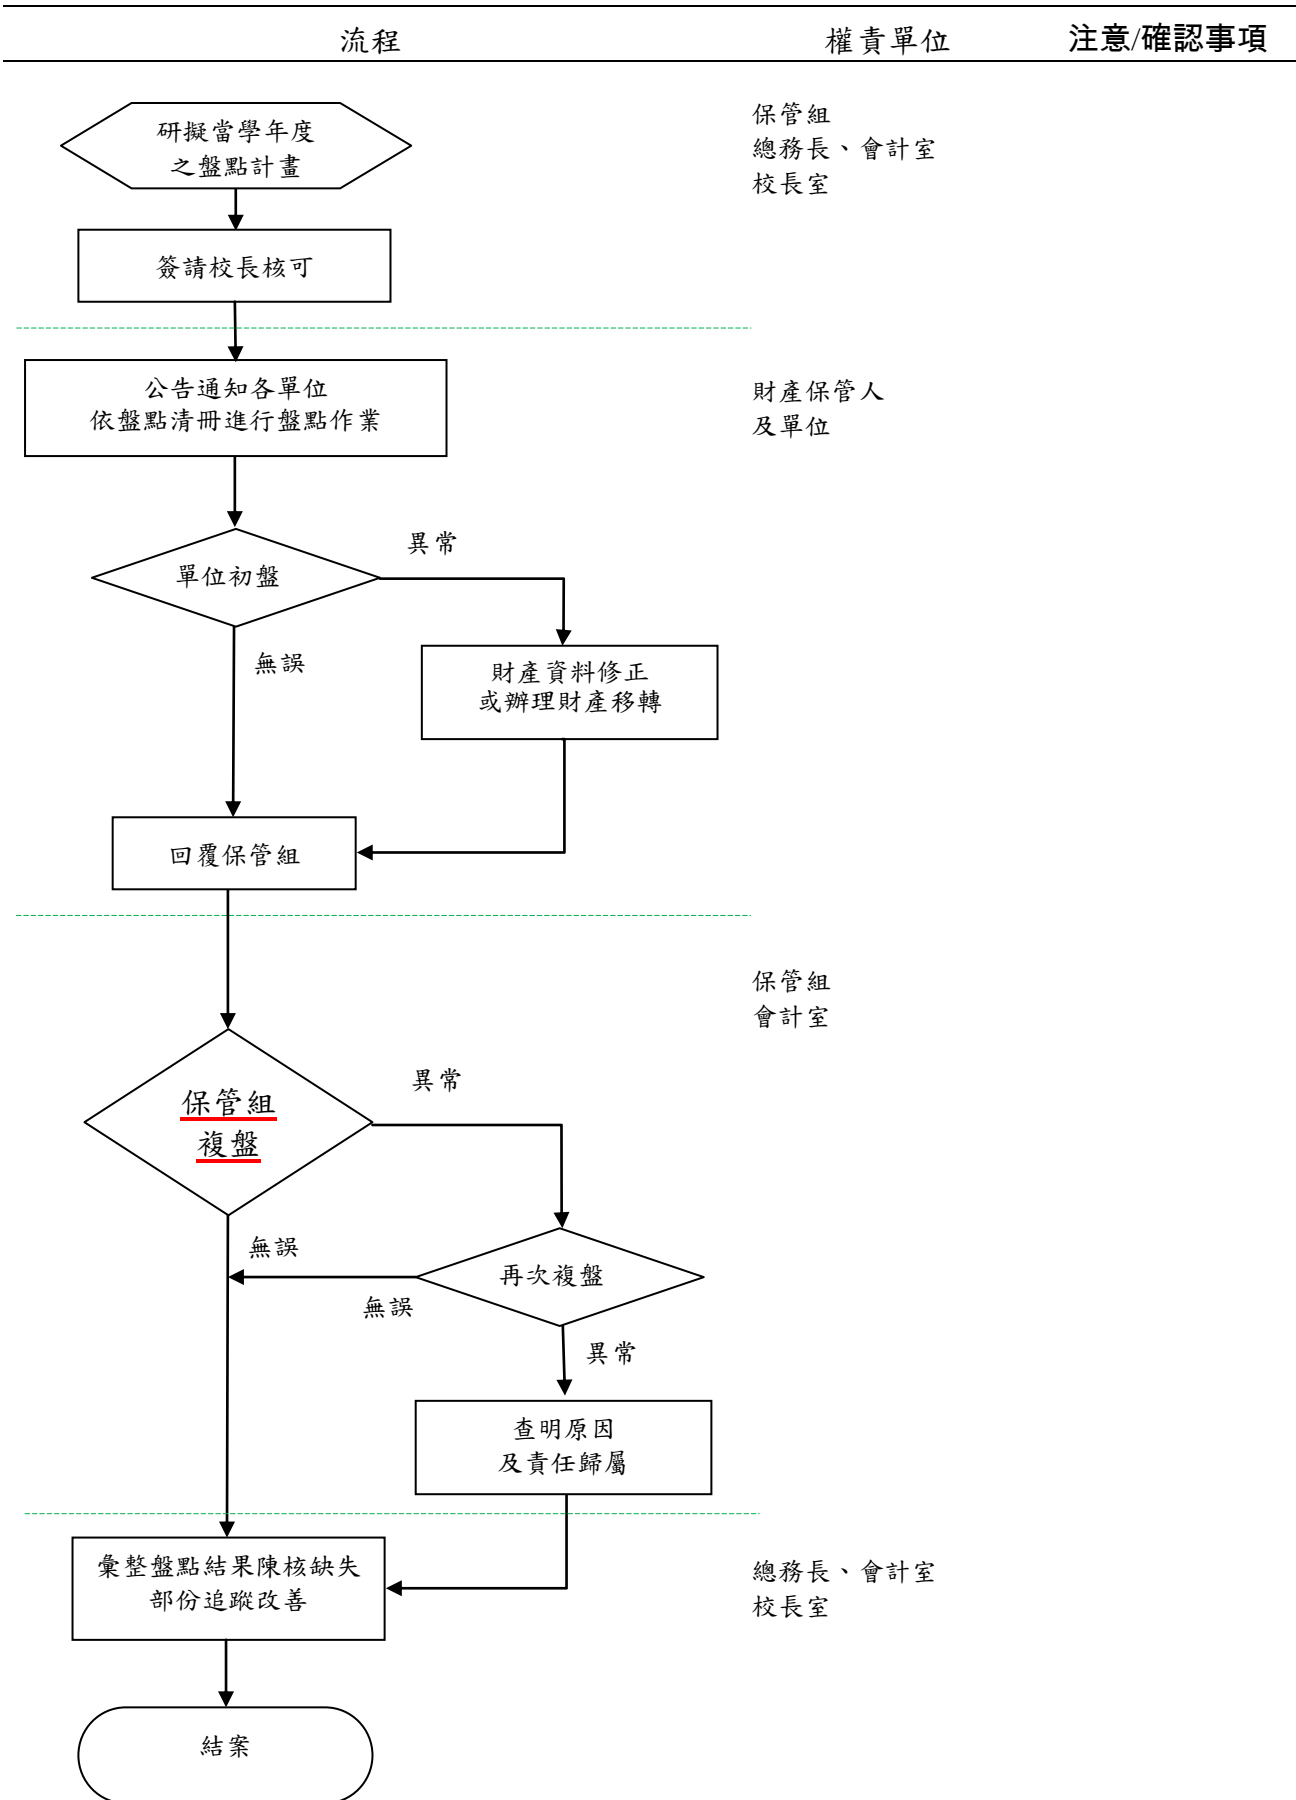 流程
權責單位
注意/確認事項
研擬當學年度
之盤點計畫
保管組
總務長、會計室
校長室
簽請校長核可
公告通知各單位
依盤點清冊進行盤點作業
財產保管人
及單位
異常
單位初盤
無誤
財產資料修正
或辦理財產移轉
回覆保管組
保管組
會計室
異常
保管組
複盤
無誤
再次複盤
無誤
異常
查明原因
及責任歸屬
彙整盤點結果陳核缺失
部份追蹤改善
總務長、會計室
校長室
結案